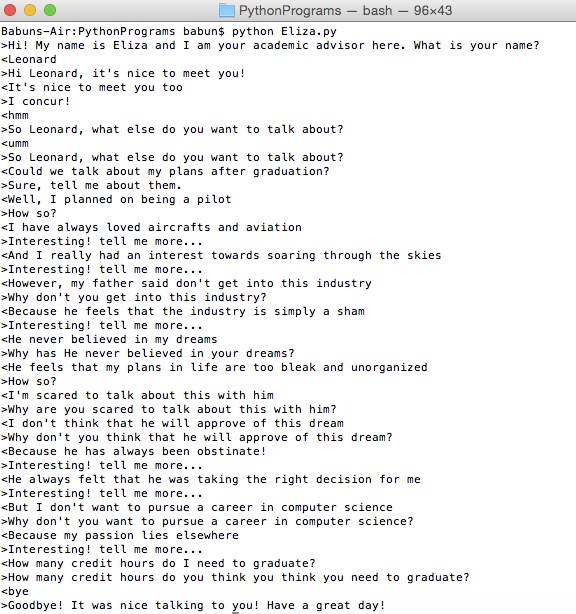 PythonPrograms — bash — 96×43
Babuns-Air:PythonPrograms babun$ python Eliza.py
>Hi! My name is Eliza and I am your academic advisor here. What is your name?
<Leonard
>Hi Leonard, it's nice to meet you!
<It's nice to meet you too
>I concur!
<hmm
>So Leonard, what else do you want to talk about?
<umm
>So Leonard, what else do you want to talk about?
<Could we talk about my plans after graduation?
>Sure, tell me about them.
<Well, I planned on being a pilot
>How so?
<I have always loved aircrafts and aviation
>Interesting! tell me more...
<And I really had an interest towards soaring through the skies
>Interesting! tell me more...
<However, my father said don't get into this industry
>Why don't you get into this industry?
<Because he feels that the industry is simply a sham
>Interesting! tell me more...
<He never believed in my dreams
>Why has He never believed in your dreams?
<He feels that my plans in life are too bleak and unorganized
>How so?
<I'm scared to talk about this with him
>Why are you scared to talk about this with him?
<I don't think that he will approve of this dream
>Why don't you think that he will approve of this dream?
<Because he has always been obstinate!
>Interesting! tell me more...
<He always felt that he was taking the right decision for me
>Interesting! tell me more...
<But I don't want to pursue a career in computer science
>Why don't you want to pursue a career in computer science?
<Because my passion lies elsewhere
>Interesting! tell me more...
<How many credit hours do I need to graduate?
>How many credit hours do you think you think you need to graduate?
<bye
>Goodbye! It was nice talking to you! Have a great day!